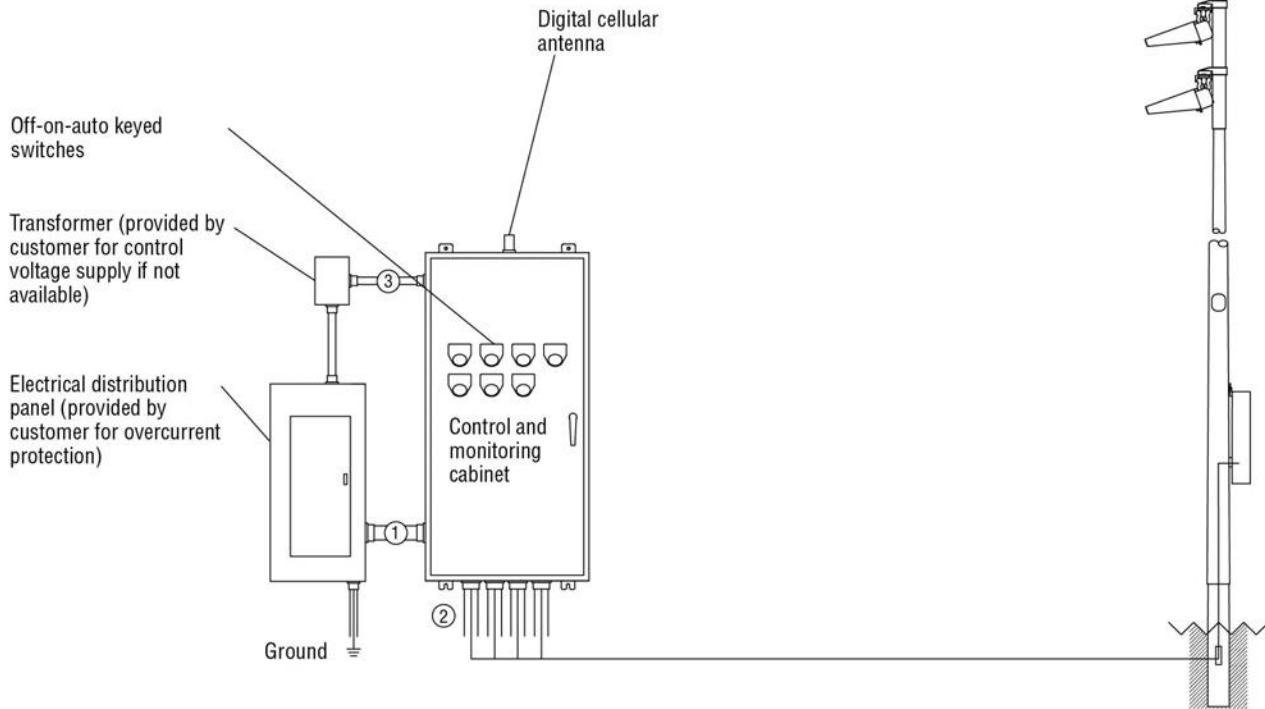 Digital cellular
antenna
Off-on-auto keyed
switches
Transformer (provided by
customer for control
voltage supply if not
available)
3
Electrical distribution
panel (provided by
customer for overcurrent
protection)
Control and
monitoring
cabinet
1
2
Ground